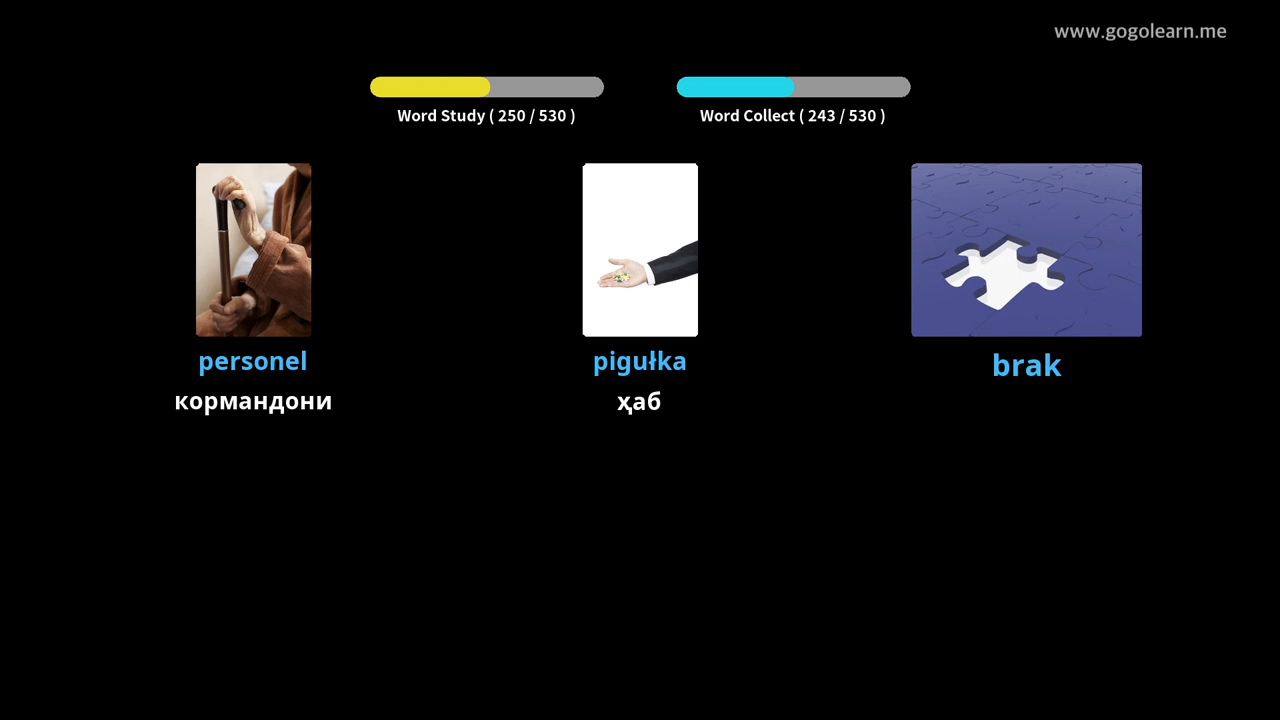 www.gogolearn.me
Word Study ( 250 / 530 )
Word Collect ( 243 / 530 )
personel
кормандони
pigułka
ҳаб
brak